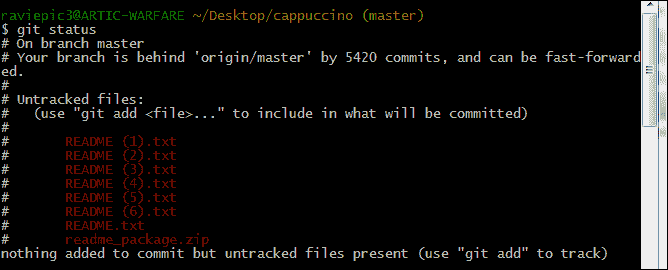 raviepic3@ARTIC-WARFARE ~/Desktop/cappuccino (master)
$ git status
# On branch master
# Your branch is behind 'origin/master' by 5420 commits, and can be fast-forward
ed.
#
# Untracked files:
#   (use "git add <file>..." to include in what will be committed)
#
#       README (1).txt
#       README (2).txt
#       README (3).txt
#       README (4).txt
#       README (5).txt
#       README (6).txt
#       README.txt
#       readme_package.zip
nothing added to commit but untracked files present (use "git add" to track)